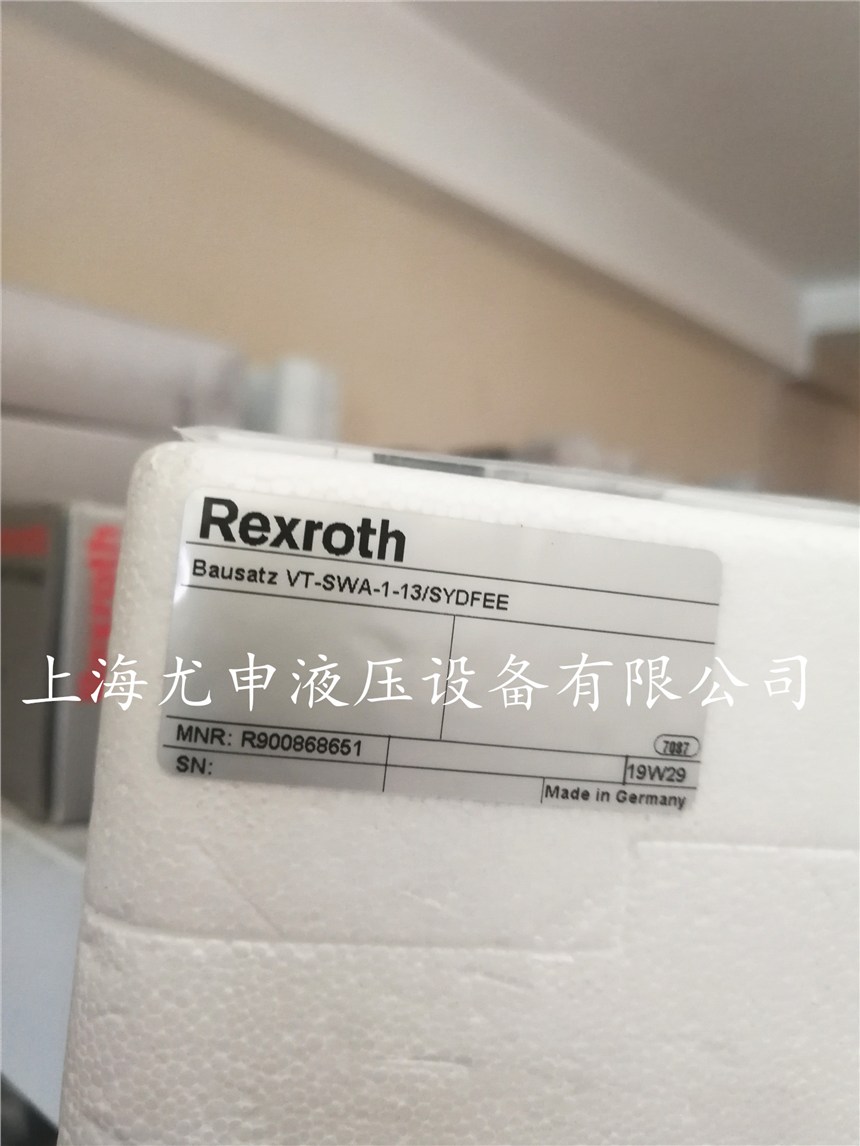 Rexroth
Bausatz VT-SWA-1-13/SYDFEE
上海尤申液压设备有限公司
MNR: R900868651
7087
SN:
19W29
Made in Germany